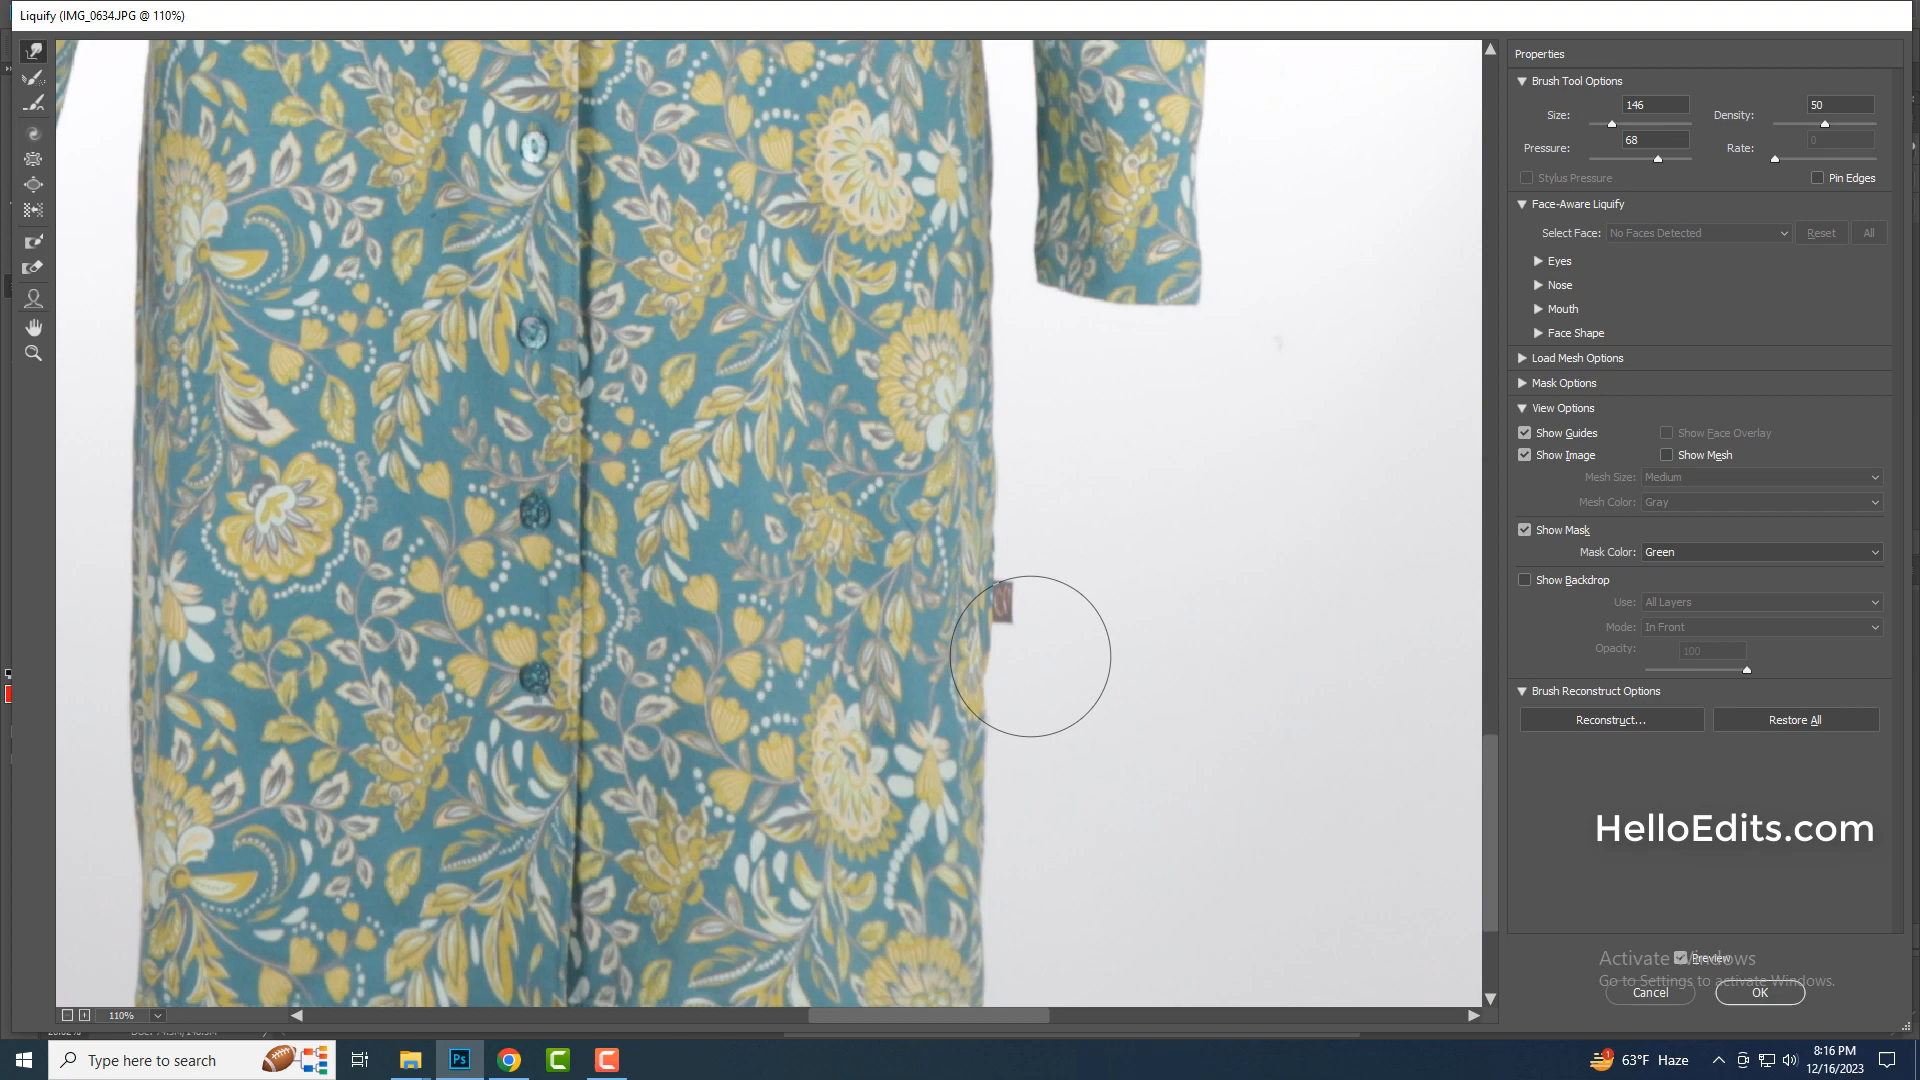 Liquify (IMG_0634.JPG @ 110%)
Properties
Brush Tool Options
Size: 146
Density: 50
Pressure: 68
Rate: 0
Stylus Pressure
Pin Edges
Face-Aware Liquify
Select Face: No Faces Detected Reset All
Eyes
Nose
Mouth
Face Shape
Load Mesh Options
Mask Options
View Options
Show Guides Show Face Overlay
Show Image Show Mesh
Mesh Size: Medium
Mesh Color: Gray
Show Mask
Mask Color: Green
Show Backdrop
Use: All Layers
Mode: In Front
Opacity: 100
Brush Reconstruct Options
Reconstruct... Restore All
HelloEdits.com
Activate Windows
Preview
Go to Settings to activate Windows.
Cancel OK
110%
Type here to search
Ps
63°F Haze
8:16 PM
12/16/2023